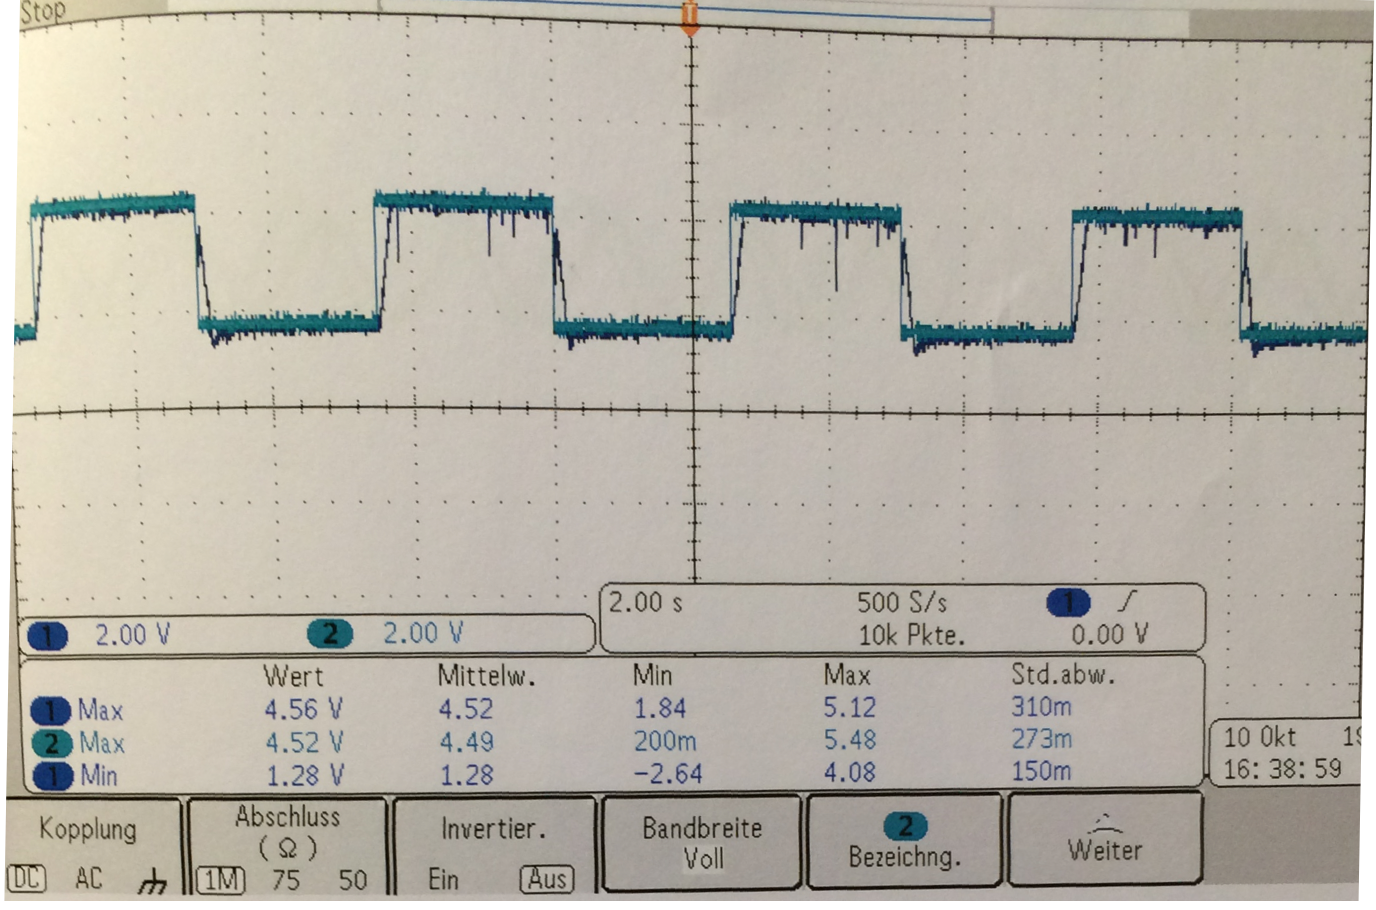 Stop
T
1 2.00 V 2 2.00 V
2.00 s 500 S/s 1
10k Pkte. 0.00 V
Wert Mittelw. Min Max Std.abw.
1 Max 4.56 V 4.52 1.84 5.12 310m
2 Max 4.52 V 4.49 200m 5.48 273m
1 Min 1.28 V 1.28 −2.64 4.08 150m
10 Okt
16:38:59
Kopplung
DC AC
Abschluss
(Ω)
1M 75 50
Invertier.
Ein Aus
Bandbreite
Voll
2
Bezeichng.
Weiter